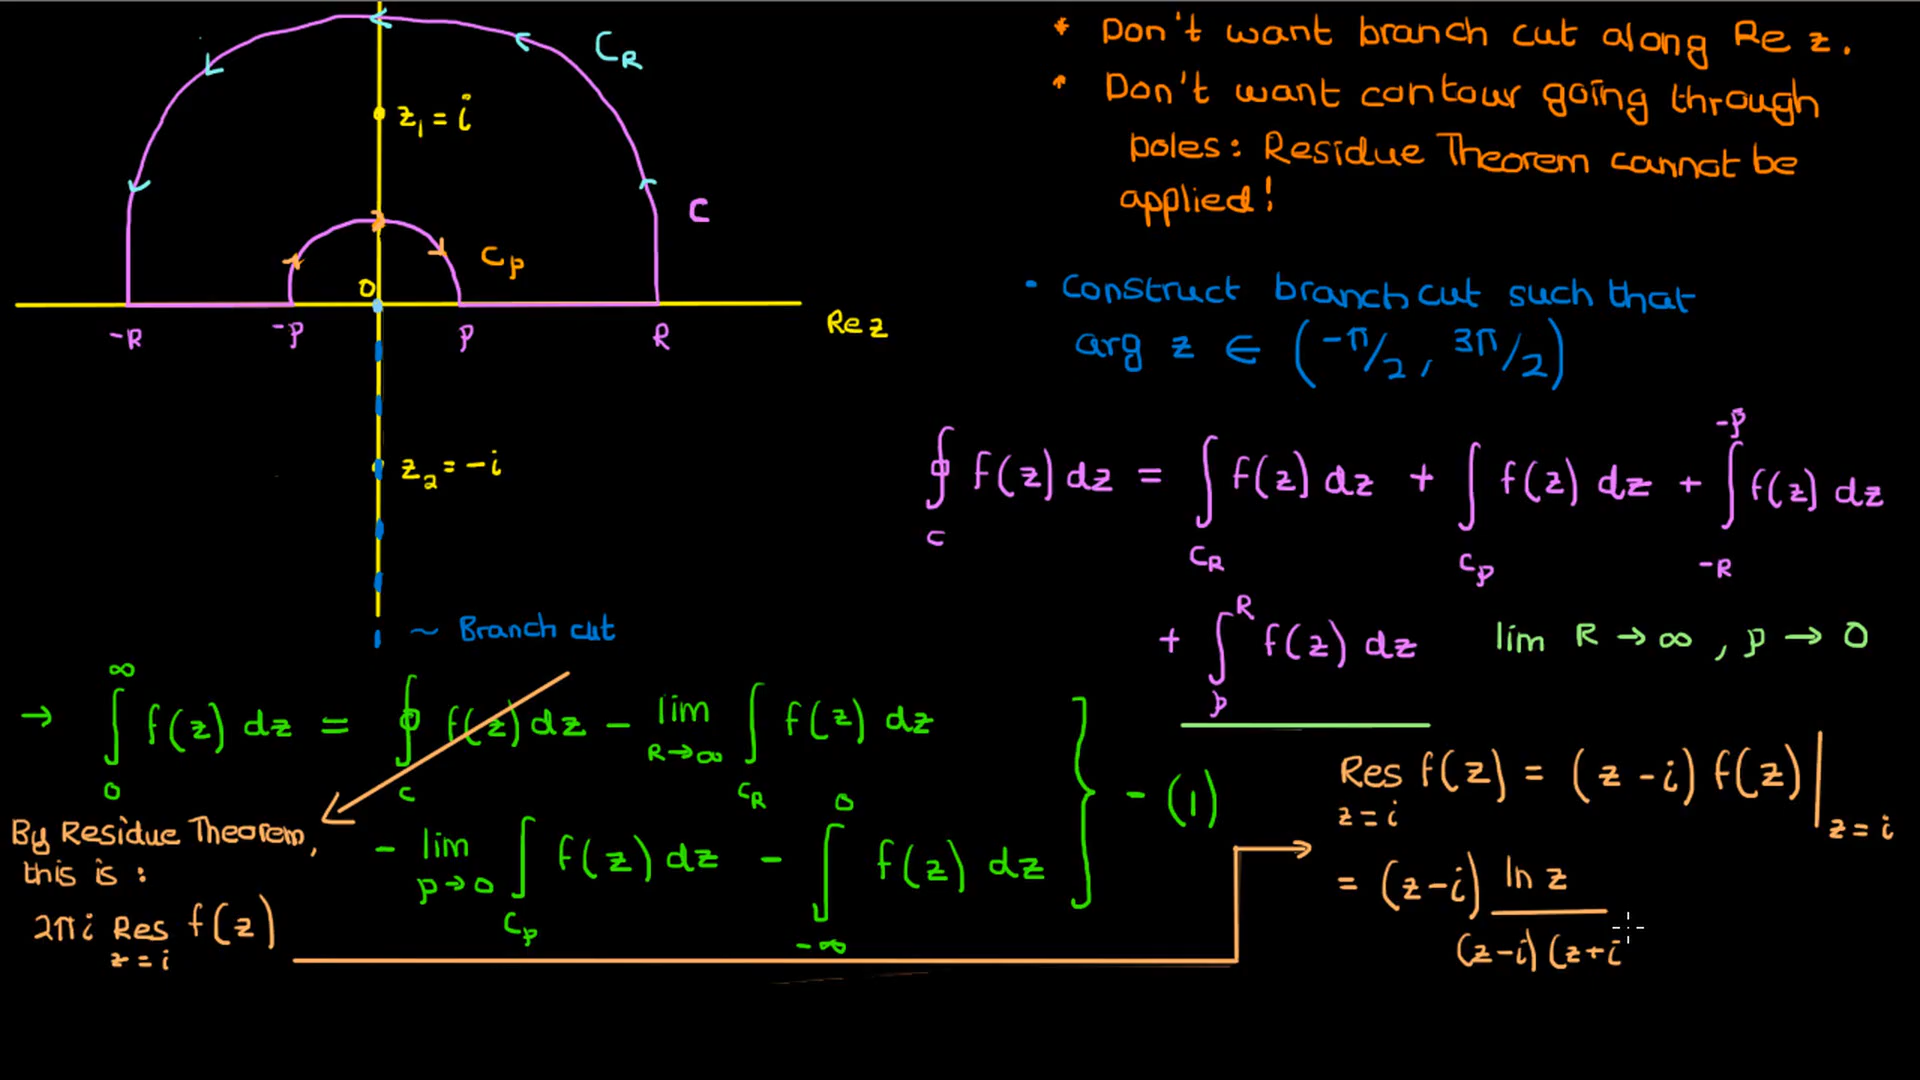 C_R
z₁ = i
C
C_P
0
-R -P P R Re z
z₂ = -i
~ Branch cut
* Don't want branch cut along Re z.
* Don't want contour going through
poles: Residue Theorem cannot be
applied!
• Construct branch cut such that
arg z ∈ (-π/2, 3π/2)
∮_C f(z) dz = ∫_{C_R} f(z) dz + ∫_{C_P} f(z) dz + ∫_{-R}^{-P} f(z) dz
+ ∫_P^R f(z) dz lim R → ∞, P → 0
→ ∫_0^∞ f(z) dz = ∮_C f(z) dz - lim_{R→∞} ∫_{C_R} f(z) dz
- lim_{P→0} ∫_{C_P} f(z) dz - ∫_{-∞}^0 f(z) dz } - (1)
By Residue Theorem,
this is:
2πi Res_{z=i} f(z)
Res_{z=i} f(z) = (z-i) f(z) |_{z=i}
= (z-i) ln z / (z-i)(z+i